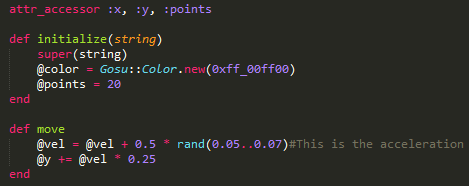 attr_accessor :x, :y, :points
def initialize(string)
super(string)
@color = Gosu::Color.new(0xff_00ff00)
@points = 20
end
def move
@vel = @vel + 0.5 * rand(0.05..0.07)#This is the acceleration
@y += @vel * 0.25
end